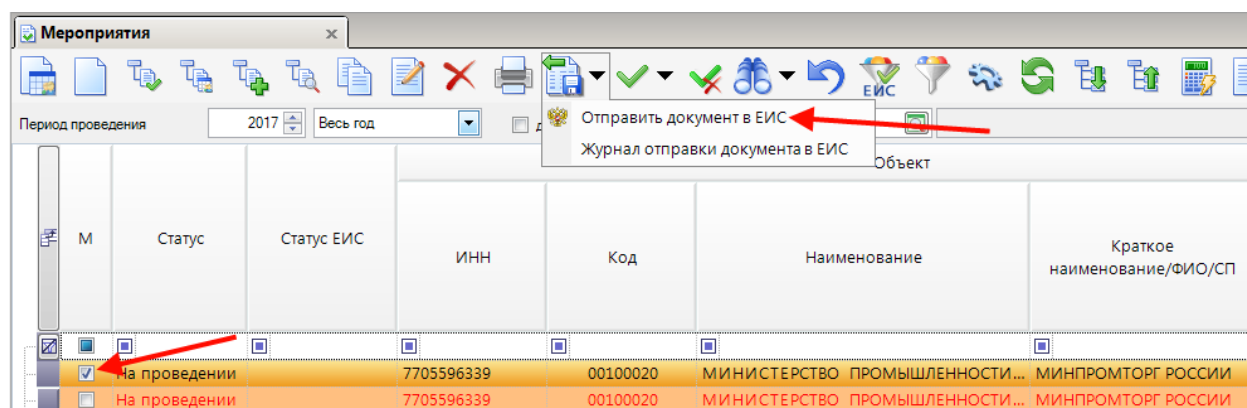 Мероприятия
ЕИС
Период проведения 2017 Весь год
Отправить документ в ЕИС
Журнал отправки документа в ЕИС
Объект
М Статус Статус ЕИС ИНН Код Наименование Краткое
наименование/ФИО/СП
На проведении 7705596339 00100020 МИНИСТЕРСТВО ПРОМЫШЛЕННОСТИ... МИНПРОМТОРГ РОССИИ
На проведении 7705596339 00100020 МИНИСТЕРСТВО ПРОМЫШЛЕННОСТИ... МИНПРОМТОРГ РОССИИ